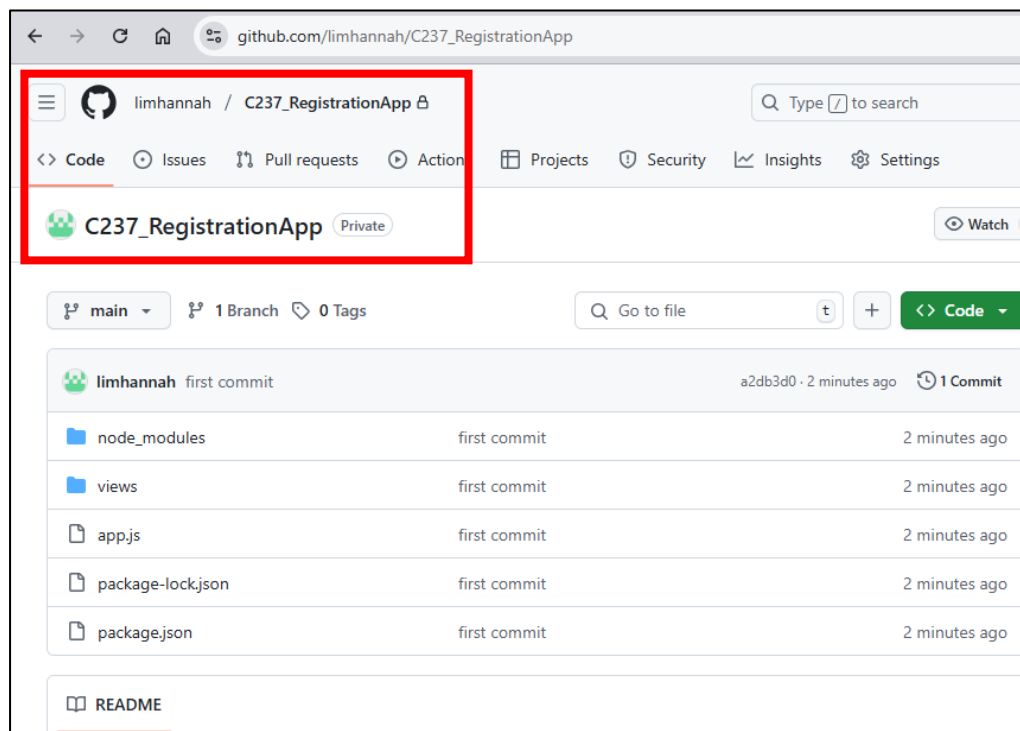 github.com/limhannah/C237_RegistrationApp
limhannah / C237_RegistrationApp
Type / to search
Code Issues Pull requests Action Projects Security Insights Settings
C237_RegistrationApp Private
Watch
main 1 Branch 0 Tags
Go to file t + <> Code
limhannah first commit a2db3d0 · 2 minutes ago 1 Commit
node_modules first commit 2 minutes ago
views first commit 2 minutes ago
app.js first commit 2 minutes ago
package-lock.json first commit 2 minutes ago
package.json first commit 2 minutes ago
README